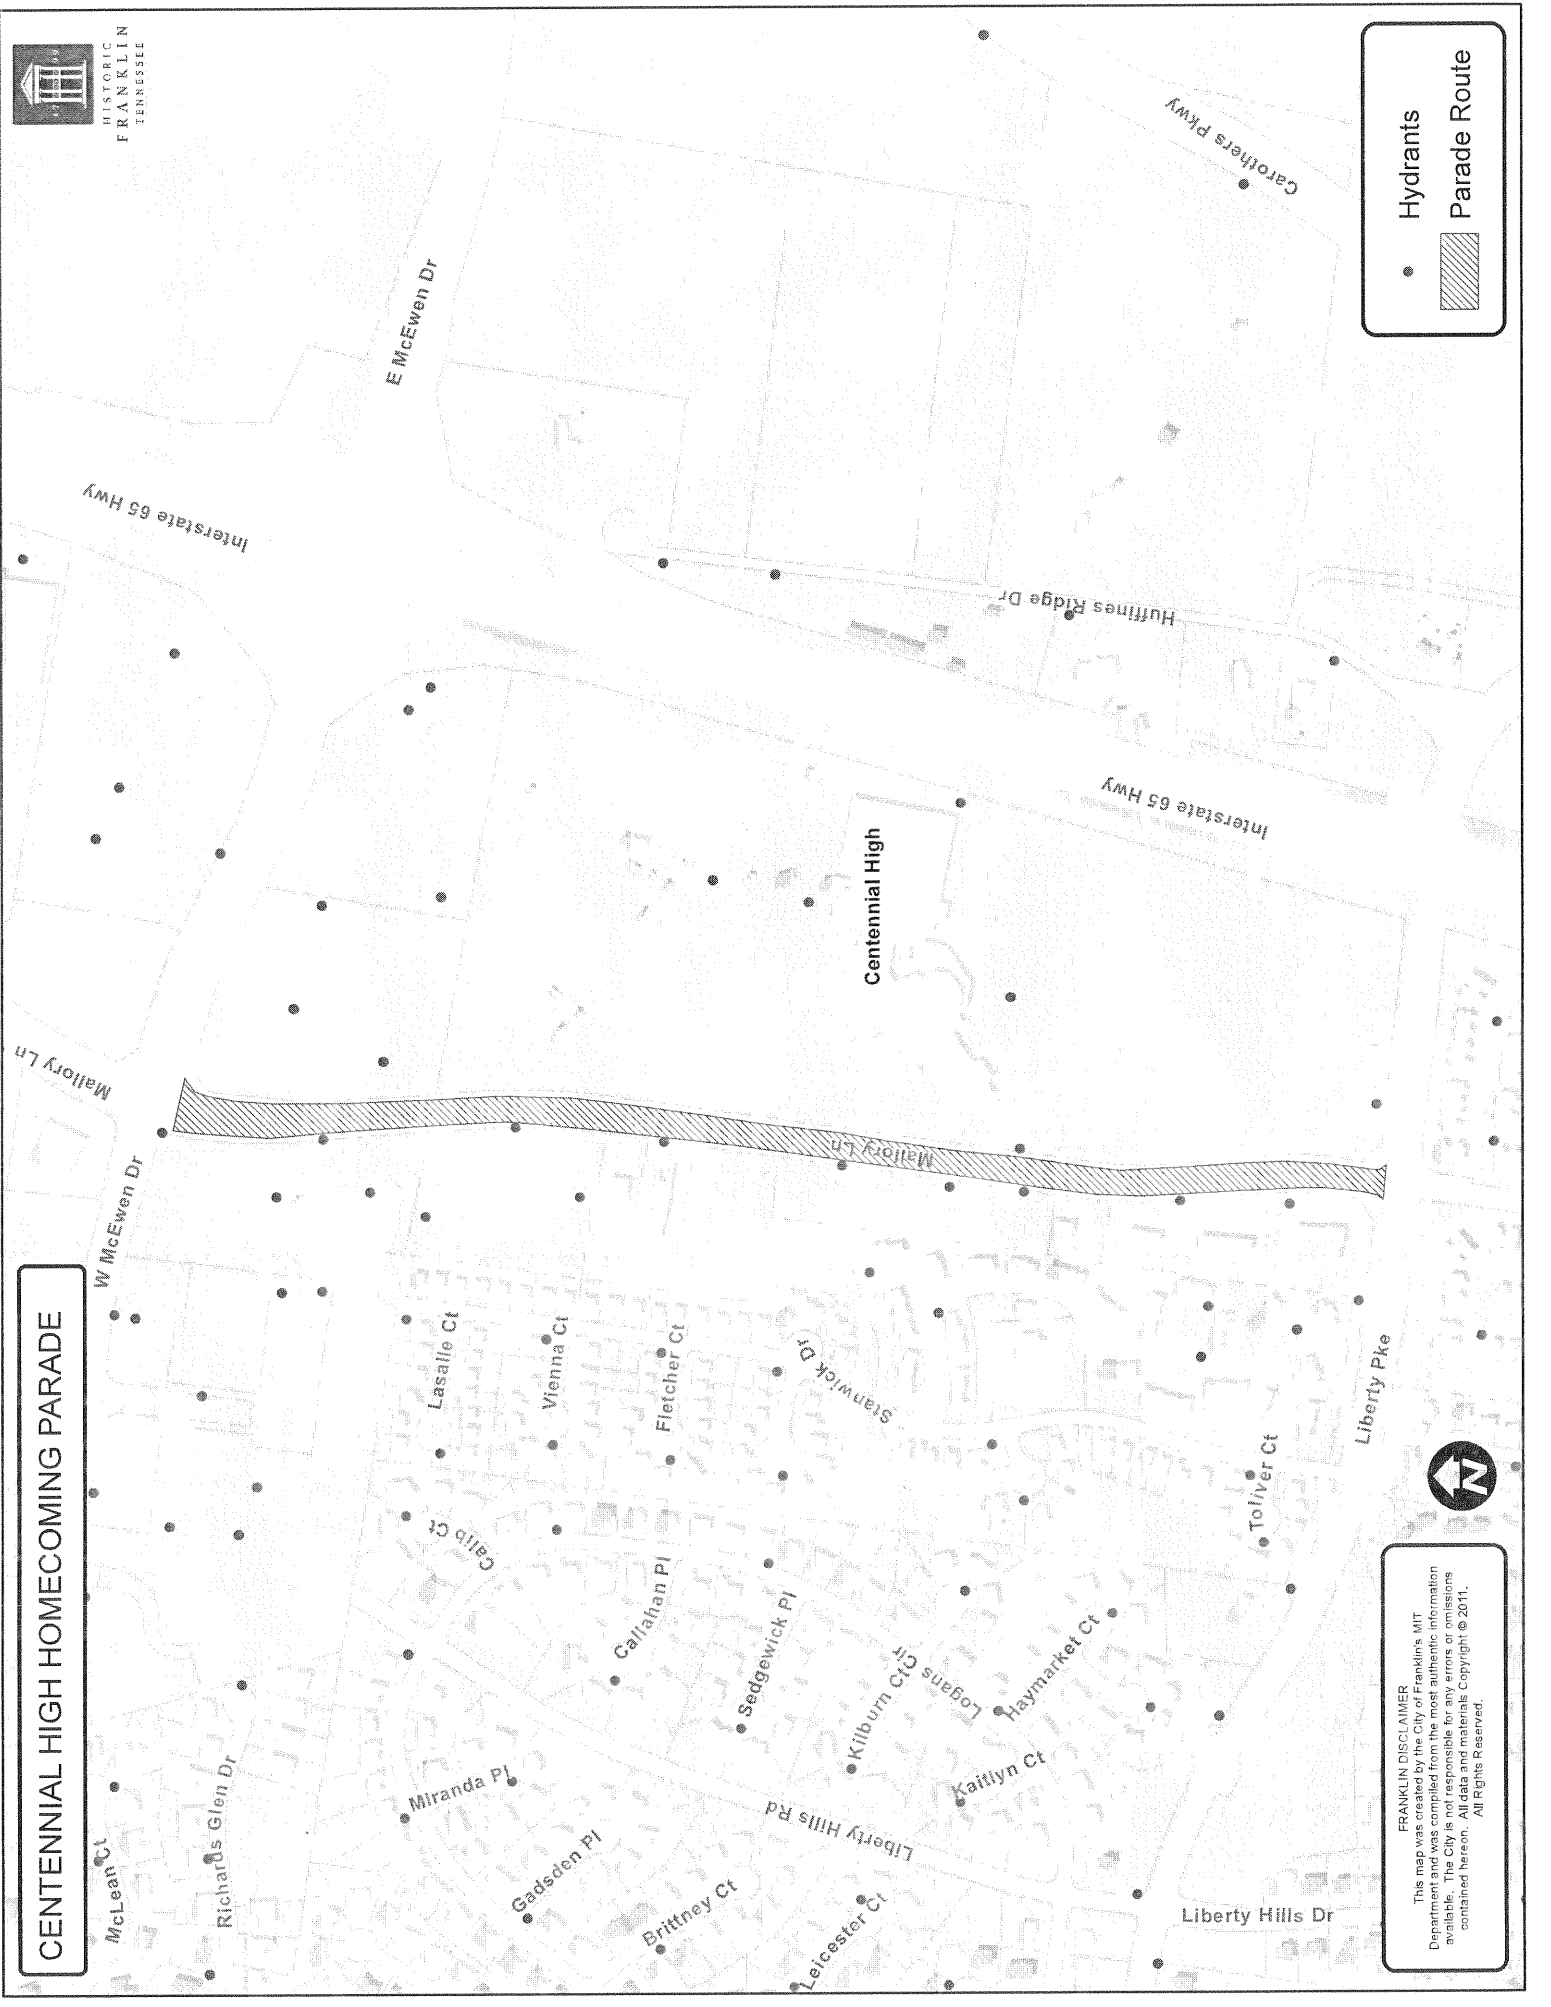 CENTENNIAL HIGH HOMECOMING PARADE
HISTORIC
FRANKLIN
TENNESSEE
McLean Ct
W McEwen Dr
Mallory Ln
Interstate 65 Hwy
Richards Glen Dr
E McEwen Dr
Miranda Pl
Calib Ct
Lasalle Ct
Gadsden Pl
Vienna Ct
Brittney Ct
Callahan Pl
Fletcher Ct
Sedgewick Pl
Stanwick Dr
Leicester Ct
Liberty Hills Rd
Kilburn Ct
Logans Cir
Mallory Ln
Centennial High
Kaitlyn Ct
Haymarket Ct
Huffines Ridge Dr
Interstate 65 Hwy
Carothers Pkwy
Liberty Hills Dr
Toliver Ct
Liberty Pke
N
Hydrants
Parade Route
FRANKLIN DISCLAIMER
This map was created by the City of Franklin's MIT
Department and was compiled from the most authentic information
available. The City is not responsible for any errors or omissions
contained hereon. All data and materials Copyright © 2011.
All Rights Reserved.